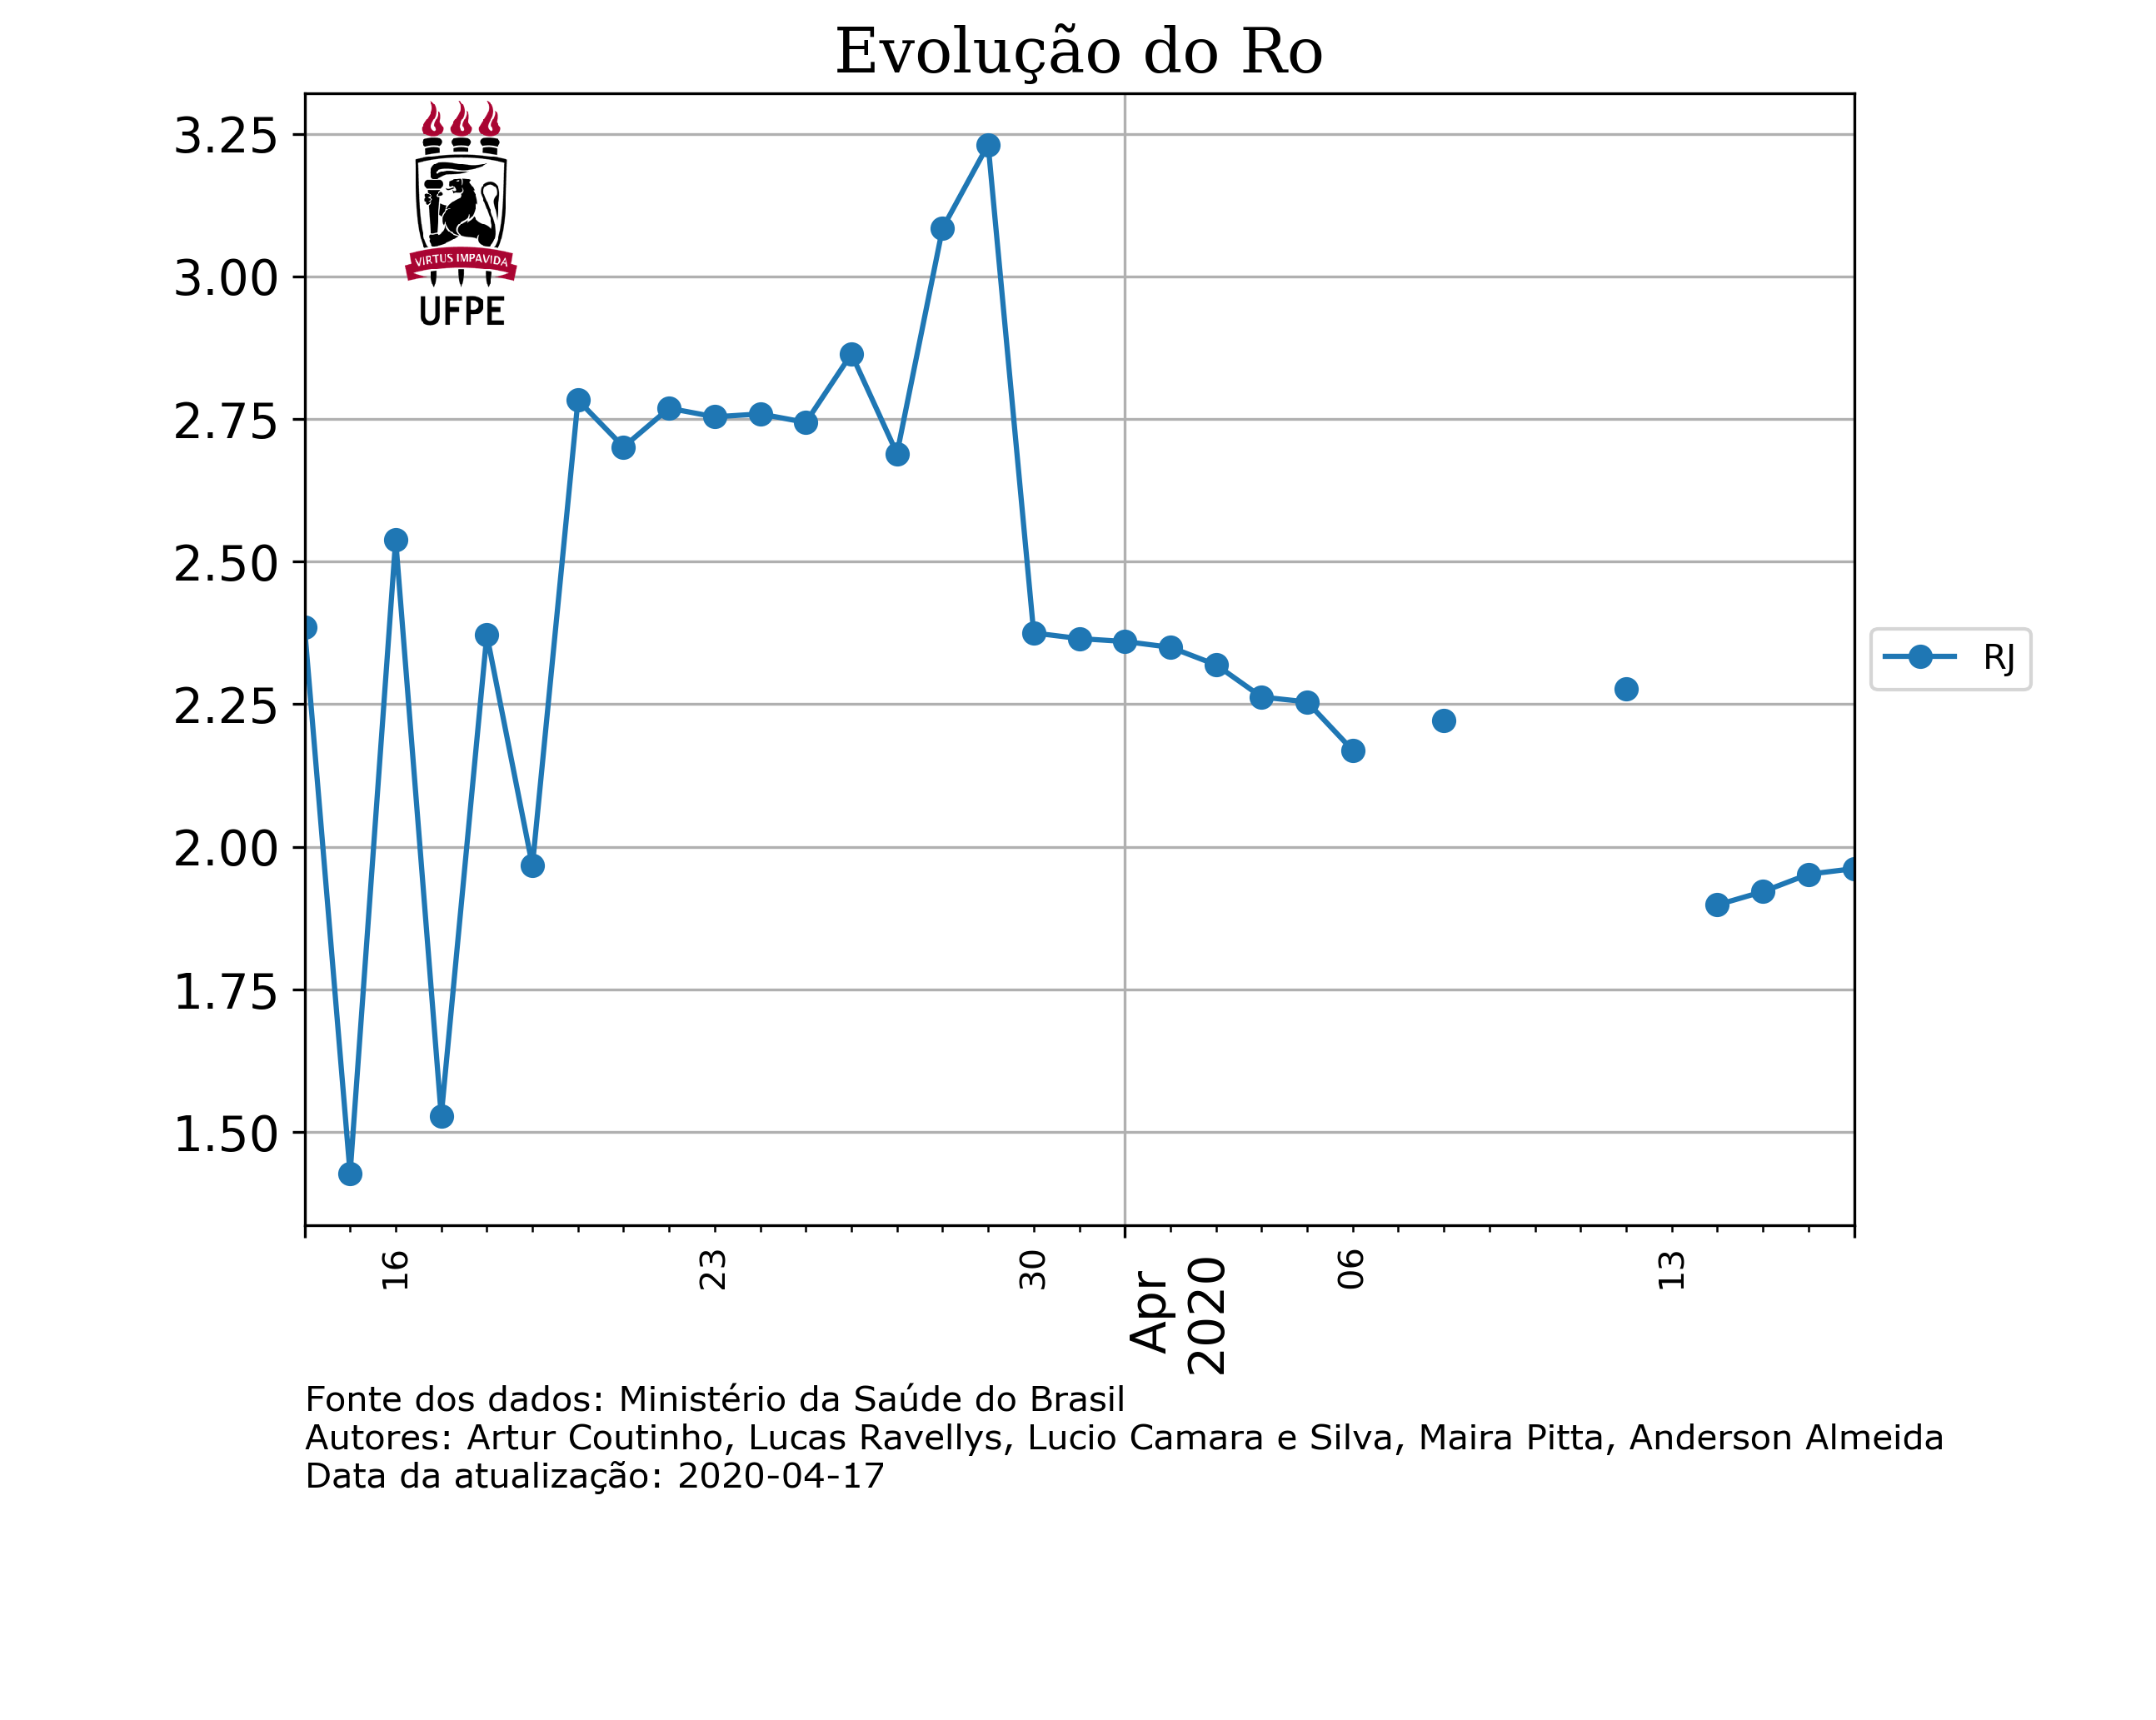 Evolução do Ro
VIRTUS IMPAVIDA
UFPE
3.25
3.00
2.75
2.50
2.25
2.00
1.75
1.50
RJ
16
23
30
Apr
2020
06
13
Fonte dos dados: Ministério da Saúde do Brasil
Autores: Artur Coutinho, Lucas Ravellys, Lucio Camara e Silva, Maira Pitta, Anderson Almeida
Data da atualização: 2020-04-17